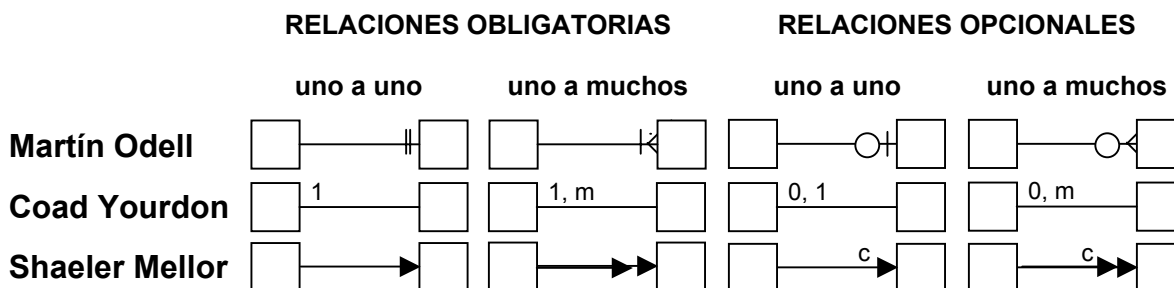 RELACIONES OBLIGATORIAS RELACIONES OPCIONALES
uno a uno uno a muchos uno a uno uno a muchos
Martín Odell
Coad Yourdon 1 1, m 0, 1 0, m
Shaeler Mellor c c